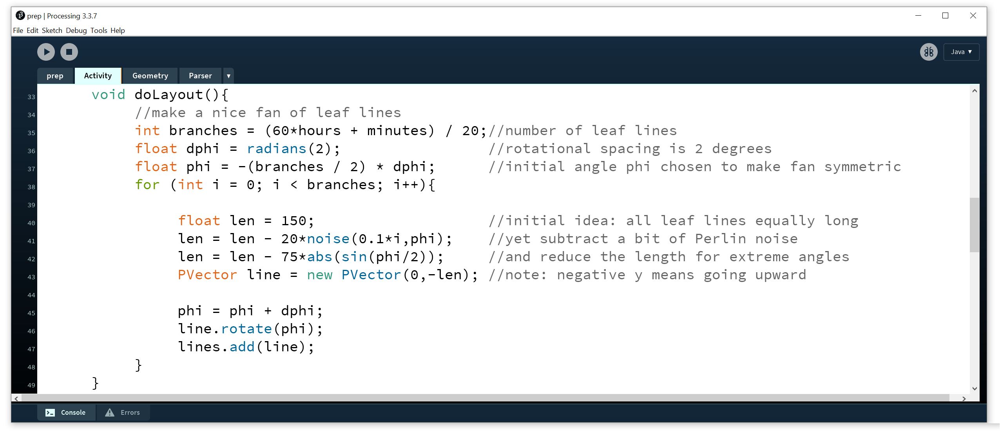 prep | Processing 3.3.7
File Edit Sketch Debug Tools Help
Java ▼
prep Activity Geometry Parser ▼
33 void doLayout(){
34 //make a nice fan of leaf lines
35 int branches = (60*hours + minutes) / 20;//number of leaf lines
36 float dphi = radians(2); //rotational spacing is 2 degrees
37 float phi = -(branches / 2) * dphi; //initial angle phi chosen to make fan symmetric
38 for (int i = 0; i < branches; i++){
39
40 float len = 150; //initial idea: all leaf lines equally long
41 len = len - 20*noise(0.1*i,phi); //yet subtract a bit of Perlin noise
42 len = len - 75*abs(sin(phi/2)); //and reduce the length for extreme angles
43 PVector line = new PVector(0,-len); //note: negative y means going upward
44
45 phi = phi + dphi;
46 line.rotate(phi);
47 lines.add(line);
48 }
49 }
Console Errors